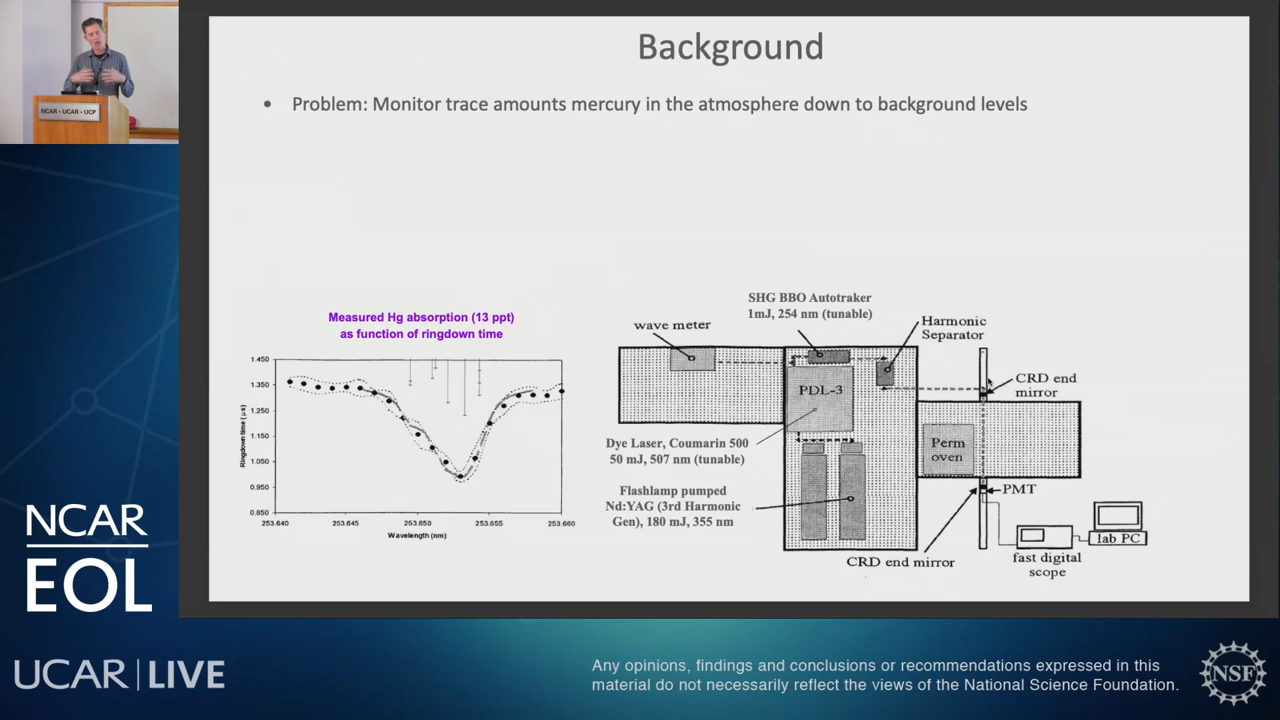 NCAR • UCAR • UCP
Background
• Problem: Monitor trace amounts mercury in the atmosphere down to background levels
Measured Hg absorption (13 ppt)
as function of ringdown time
1.450
1.350
1.250
1.150
1.050
0.950
0.850
Ringdown time (µs)
253.640
253.645
253.650
253.655
253.660
Wavelength (nm)
SHG BBO Autotraker
1mJ, 254 nm (tunable)
wave meter
Harmonic
Separator
PDL-3
CRD end
mirror
Dye Laser, Coumarin 500
50 mJ, 507 nm (tunable)
Perm
oven
Flashlamp pumped
Nd:YAG (3rd Harmonic
Gen), 180 mJ, 355 nm
PMT
lab PC
CRD end mirror
fast digital
scope
NCAR
EOL
UCAR | LIVE
Any opinions, findings and conclusions or recommendations expressed in this
material do not necessarily reflect the views of the National Science Foundation.
NSF